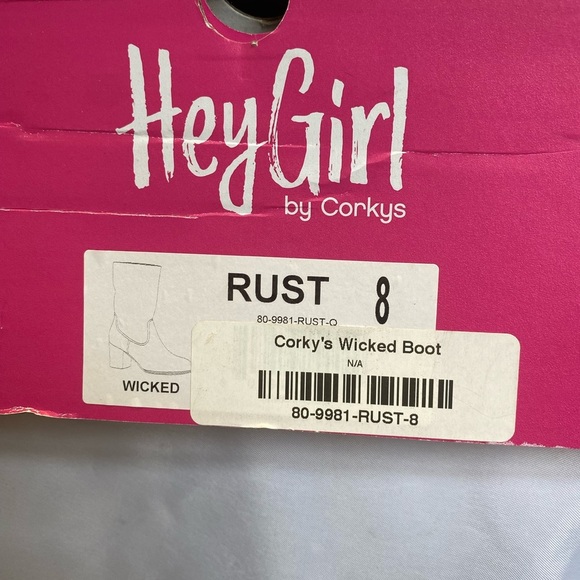 HeyGirl
by Corkys
RUST 8
80-9981-RUST-O
WICKED
Corky's Wicked Boot
N/A
80-9981-RUST-8